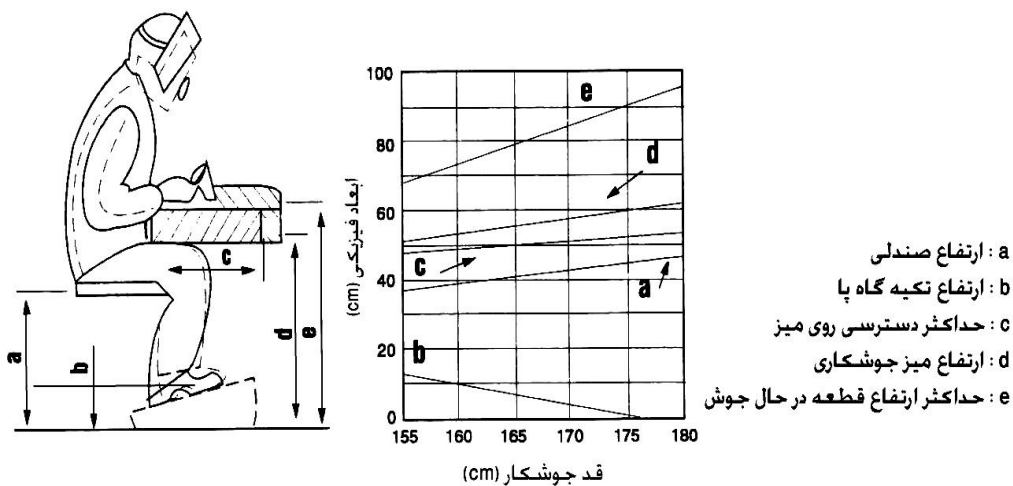 a
b
c
d
e
100
80
60
40
20
0
e
d
c
a
b
155 160 165 170 175 180
ابعاد فیزیکی (cm)
قد جوشکار (cm)
a : ارتفاع صندلی
b : ارتفاع تکیه گاه پا
c : حداکثر دسترسی روی میز
d : ارتفاع میز جوشکاری
e : حداکثر ارتفاع قطعه در حال جوش